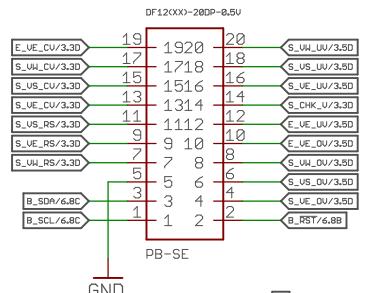 DF12(XX)-20DP-0.5V
E_VE_CV/3.3D 19 1920 20 S_VW_UV/3.5D
S_VW_CV/3.3D 17 1718 18 S_VS_UV/3.5D
S_VS_CV/3.3D 15 1516 16 S_VE_UV/3.5D
S_VE_CV/3.3D 13 1314 14 S_CHK_V/3.3D
S_VS_RS/3.3D 11 1112 12 E_VE_UV/3.5D
S_VE_RS/3.3D 9 9 10 10 E_VE_OV/3.5D
S_VW_RS/3.3D 7 7 8 8 S_VW_OV/3.5D
5 5 6 6 S_VS_OV/3.5D
B_SDA/6.8C 3 3 4 4 S_VE_OV/3.5D
B_SCL/6.8C 1 1 2 2 B_RST/6.8B
PB-SE
GND